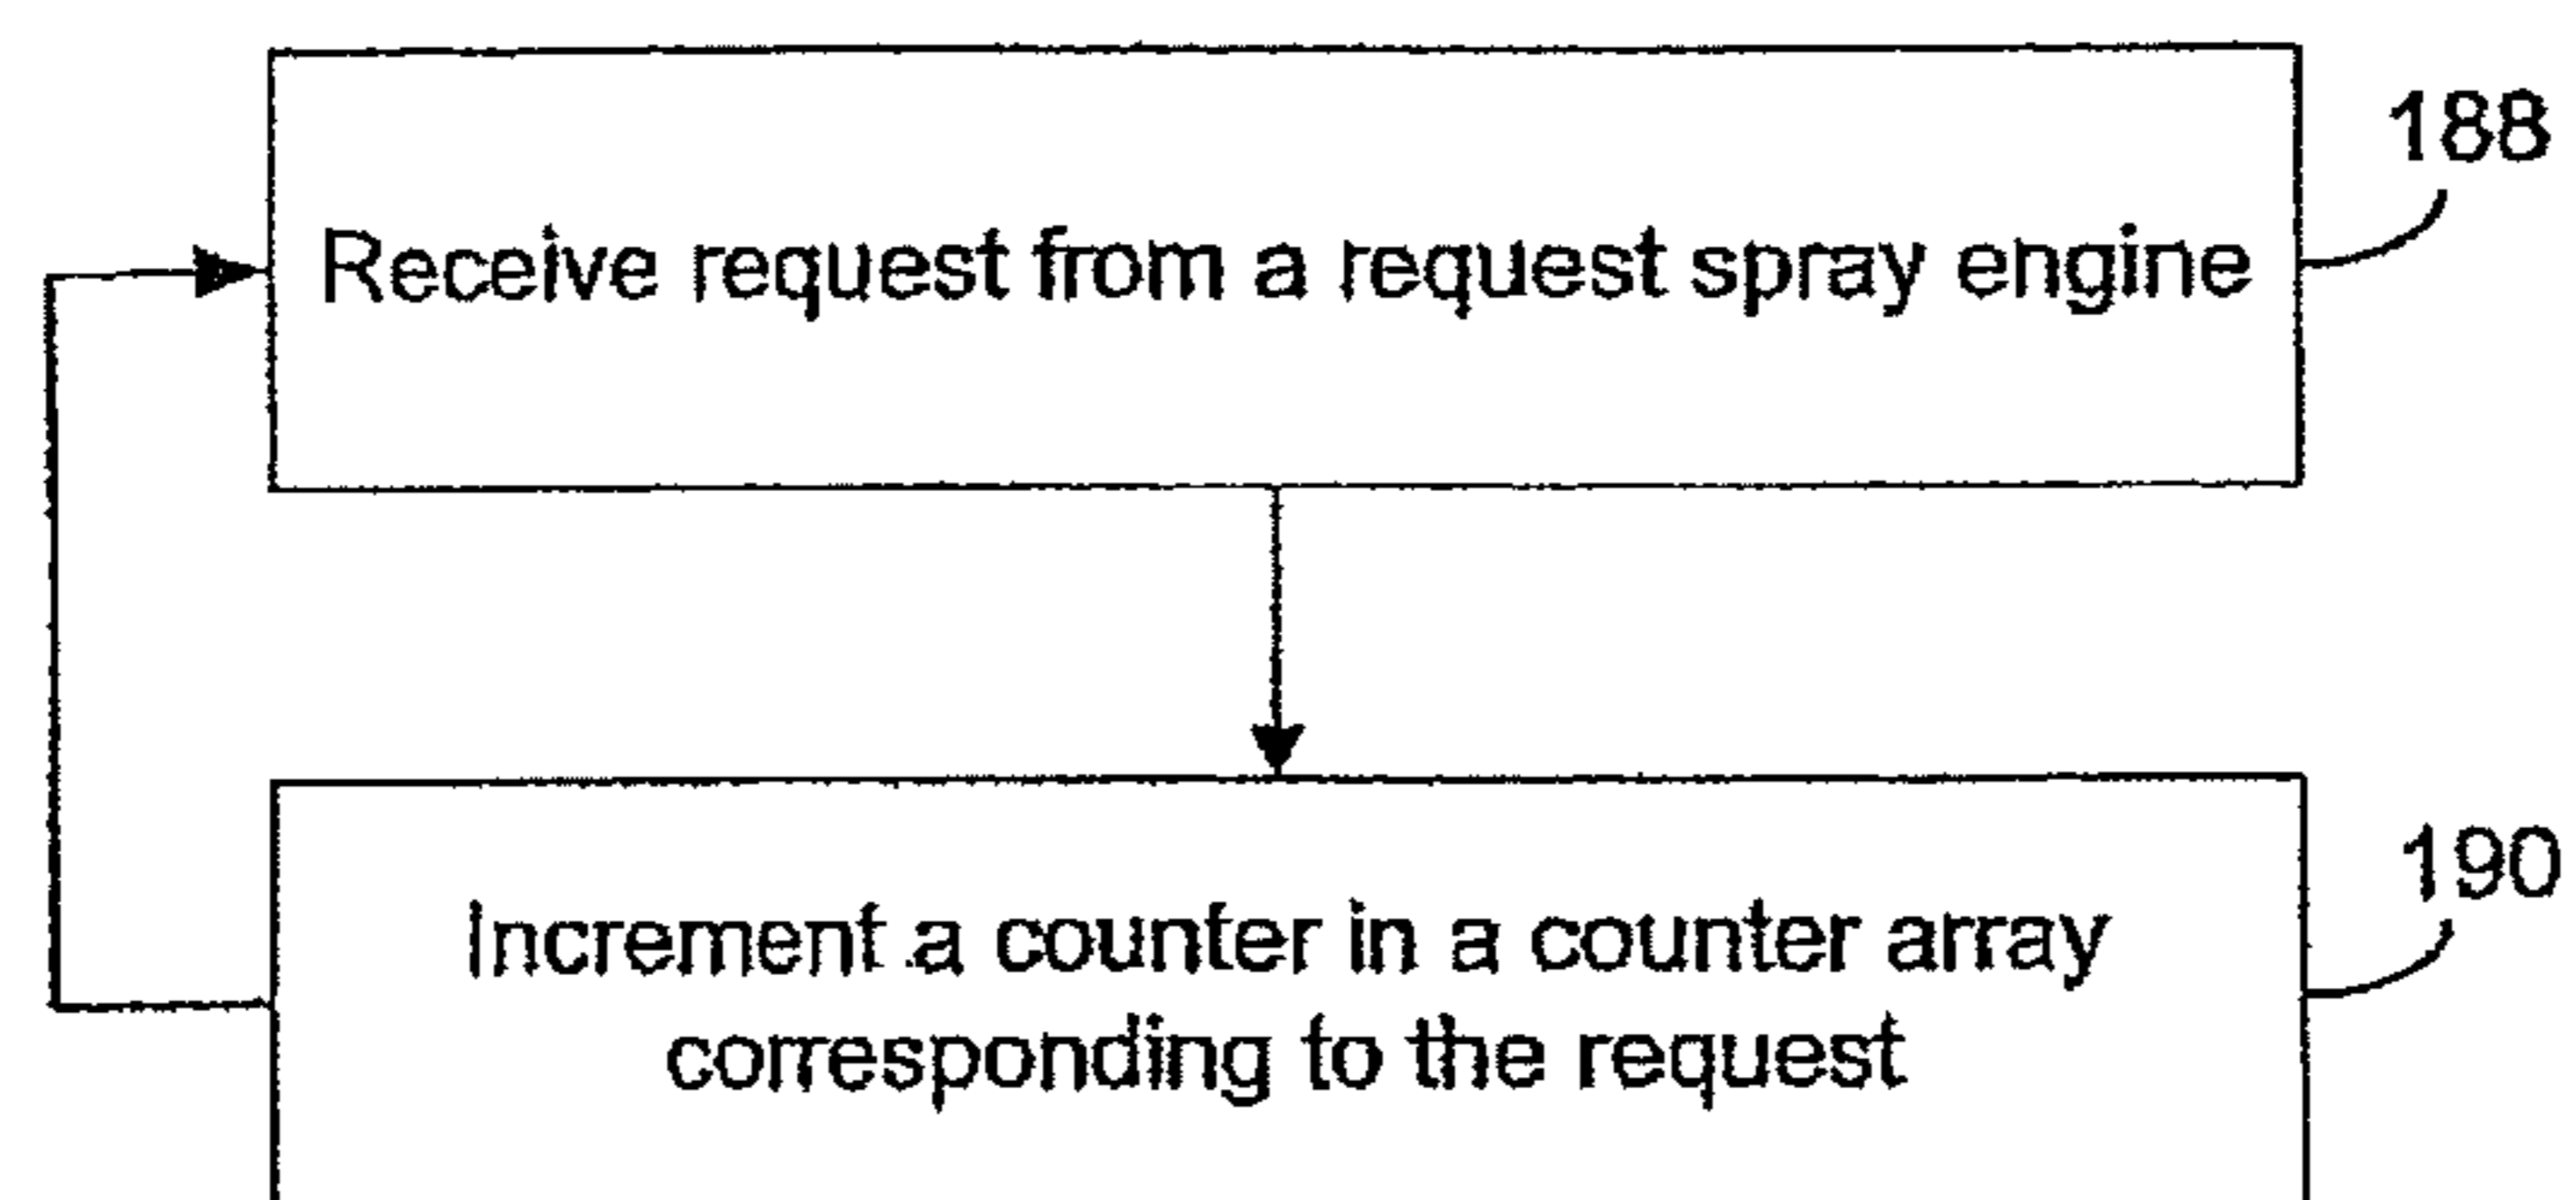 188
Receive request from a request spray engine
190
Increment a counter in a counter array
corresponding to the request